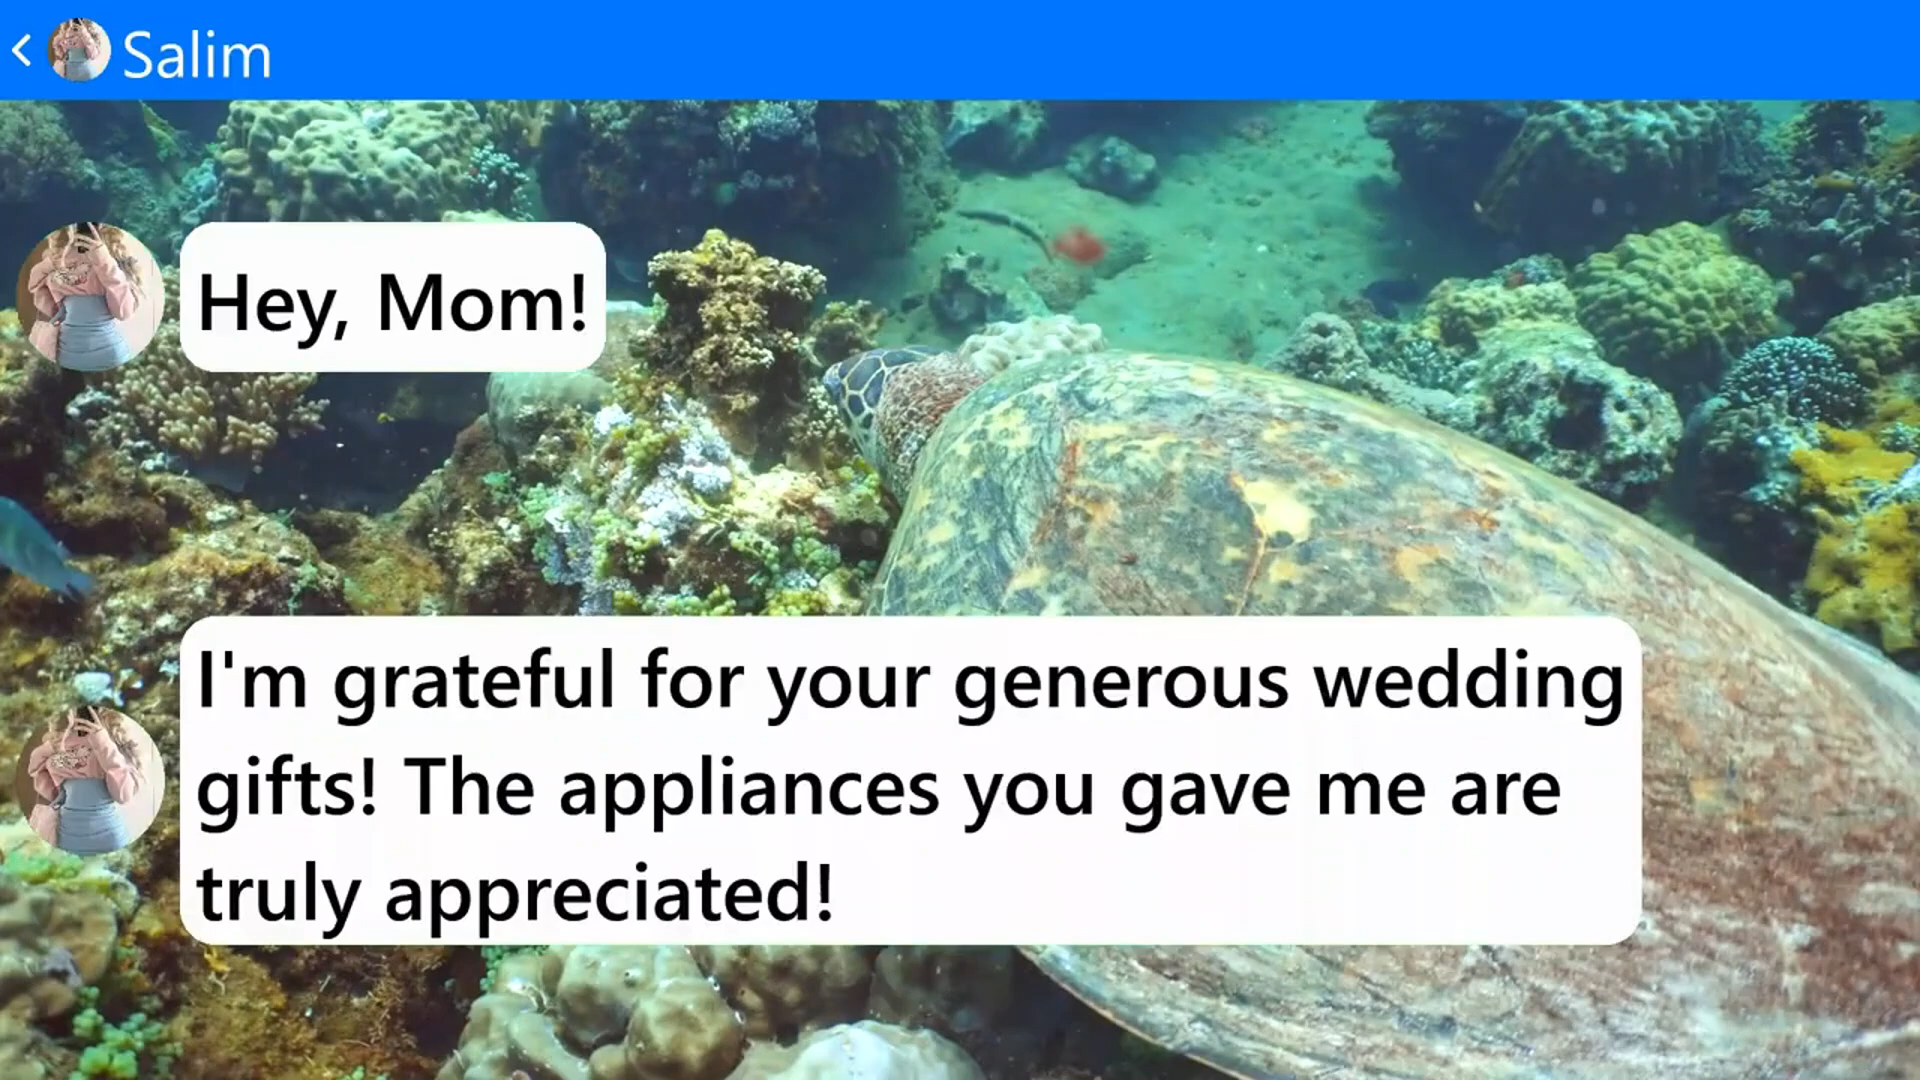 Salim
Hey, Mom!
I'm grateful for your generous wedding
gifts! The appliances you gave me are
truly appreciated!